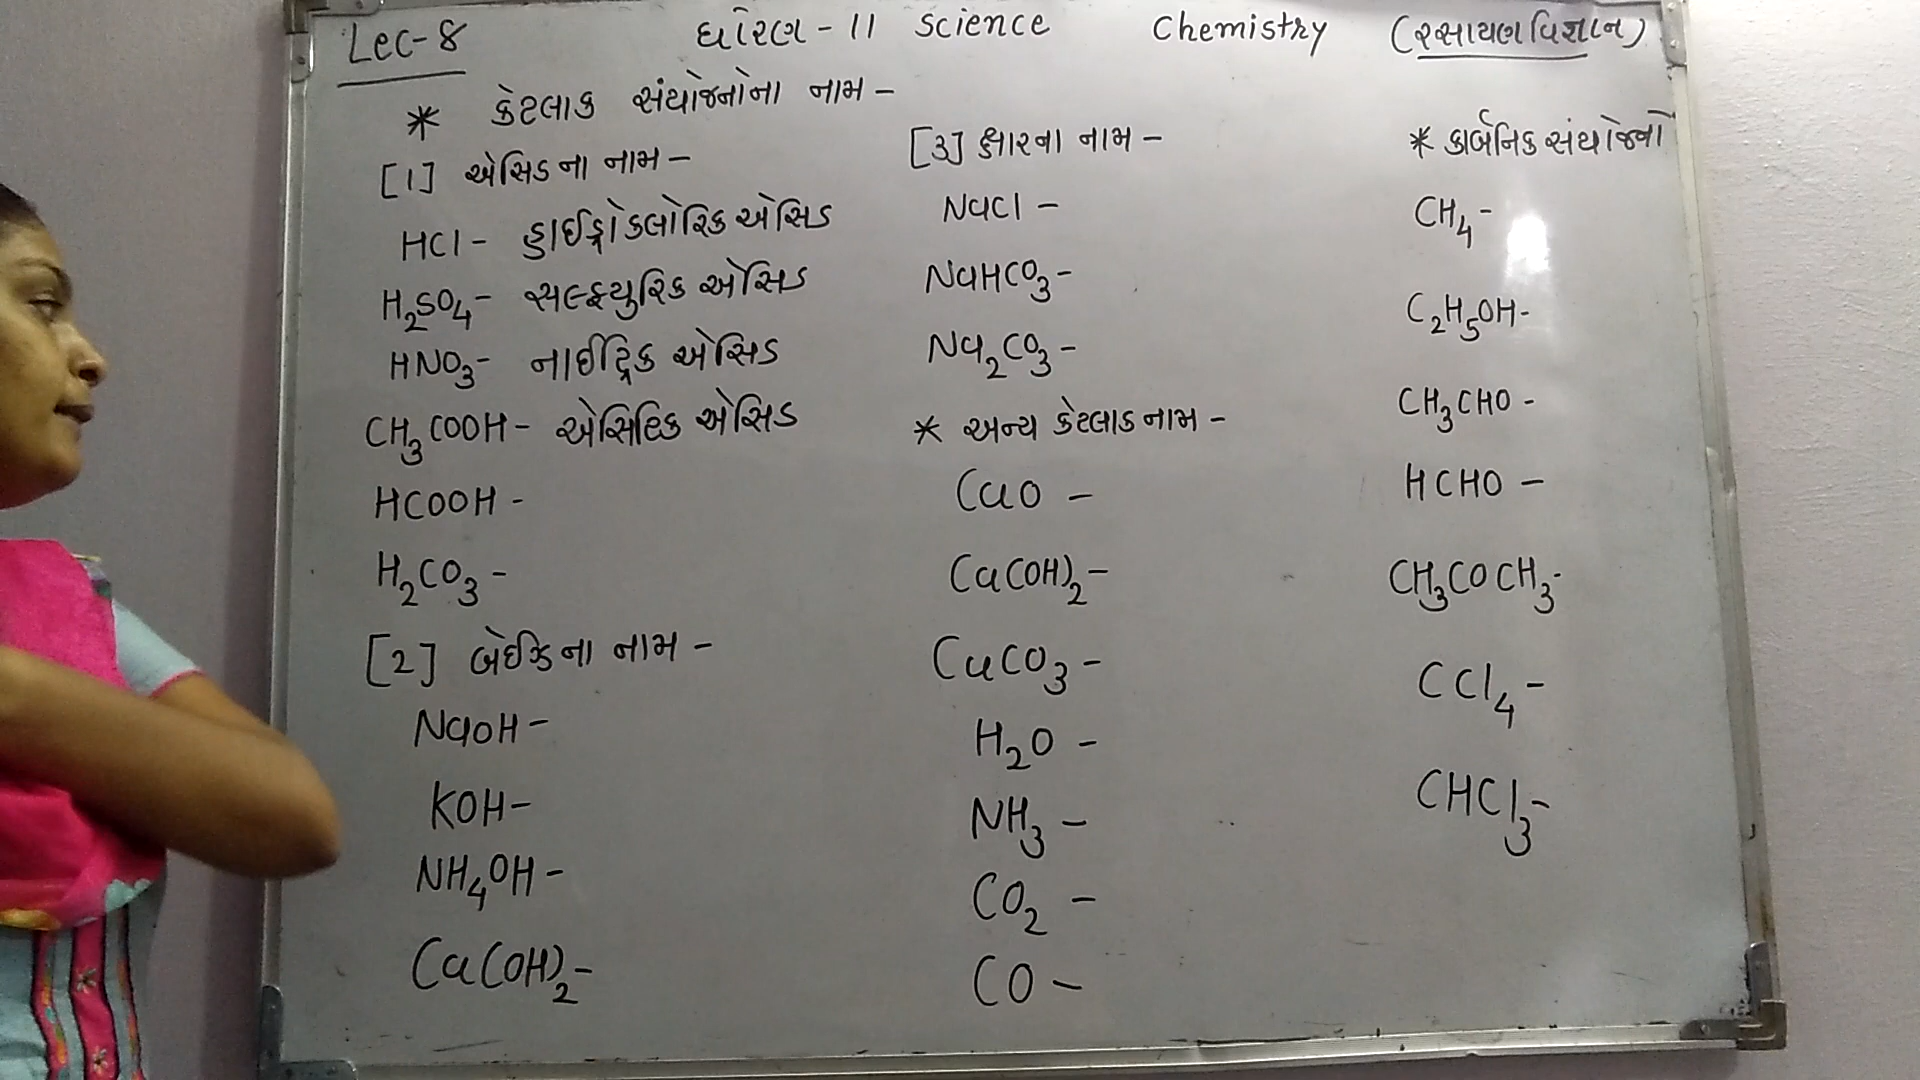 Lec-8 ધોરણ - 11 Science Chemistry (રસાયણવિજ્ઞાન)
* કેટલાક સંયોજનોના નામ -
[1] એસિડના નામ -
HCl - હાઈડ્રોકલોરિક એસિડ
H₂SO₄ - સલ્ફ્યુરિક એસિડ
HNO₃ - નાઈટ્રિક એસિડ
CH₃COOH - એસિટિક એસિડ
HCOOH -
H₂CO₃ -
[2] બેઈઝના નામ -
NaOH -
KOH -
NH₄OH -
Ca(OH)₂ -
[3] ક્ષારના નામ -
NaCl -
NaHCO₃ -
Na₂CO₃ -
* અન્ય કેટલાક નામ -
CaO -
Ca(OH)₂ -
CaCO₃ -
H₂O -
NH₃ -
CO₂ -
CO -
* કાર્બનિક સંયોજનો
CH₄ -
C₂H₅OH -
CH₃CHO -
HCHO -
CH₃COCH₃ -
CCl₄ -
CHCl₃ -